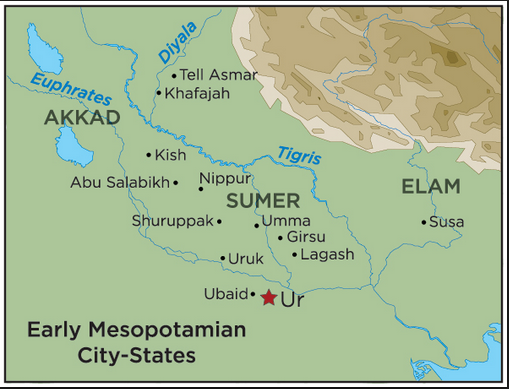 Diyala
Tell Asmar
Khafajah
Euphrates
AKKAD
Kish
Tigris
Abu Salabikh
Nippur
ELAM
SUMER
Shuruppak
Umma
Susa
Girsu
Lagash
Uruk
Ubaid
Ur
Early Mesopotamian
City-States